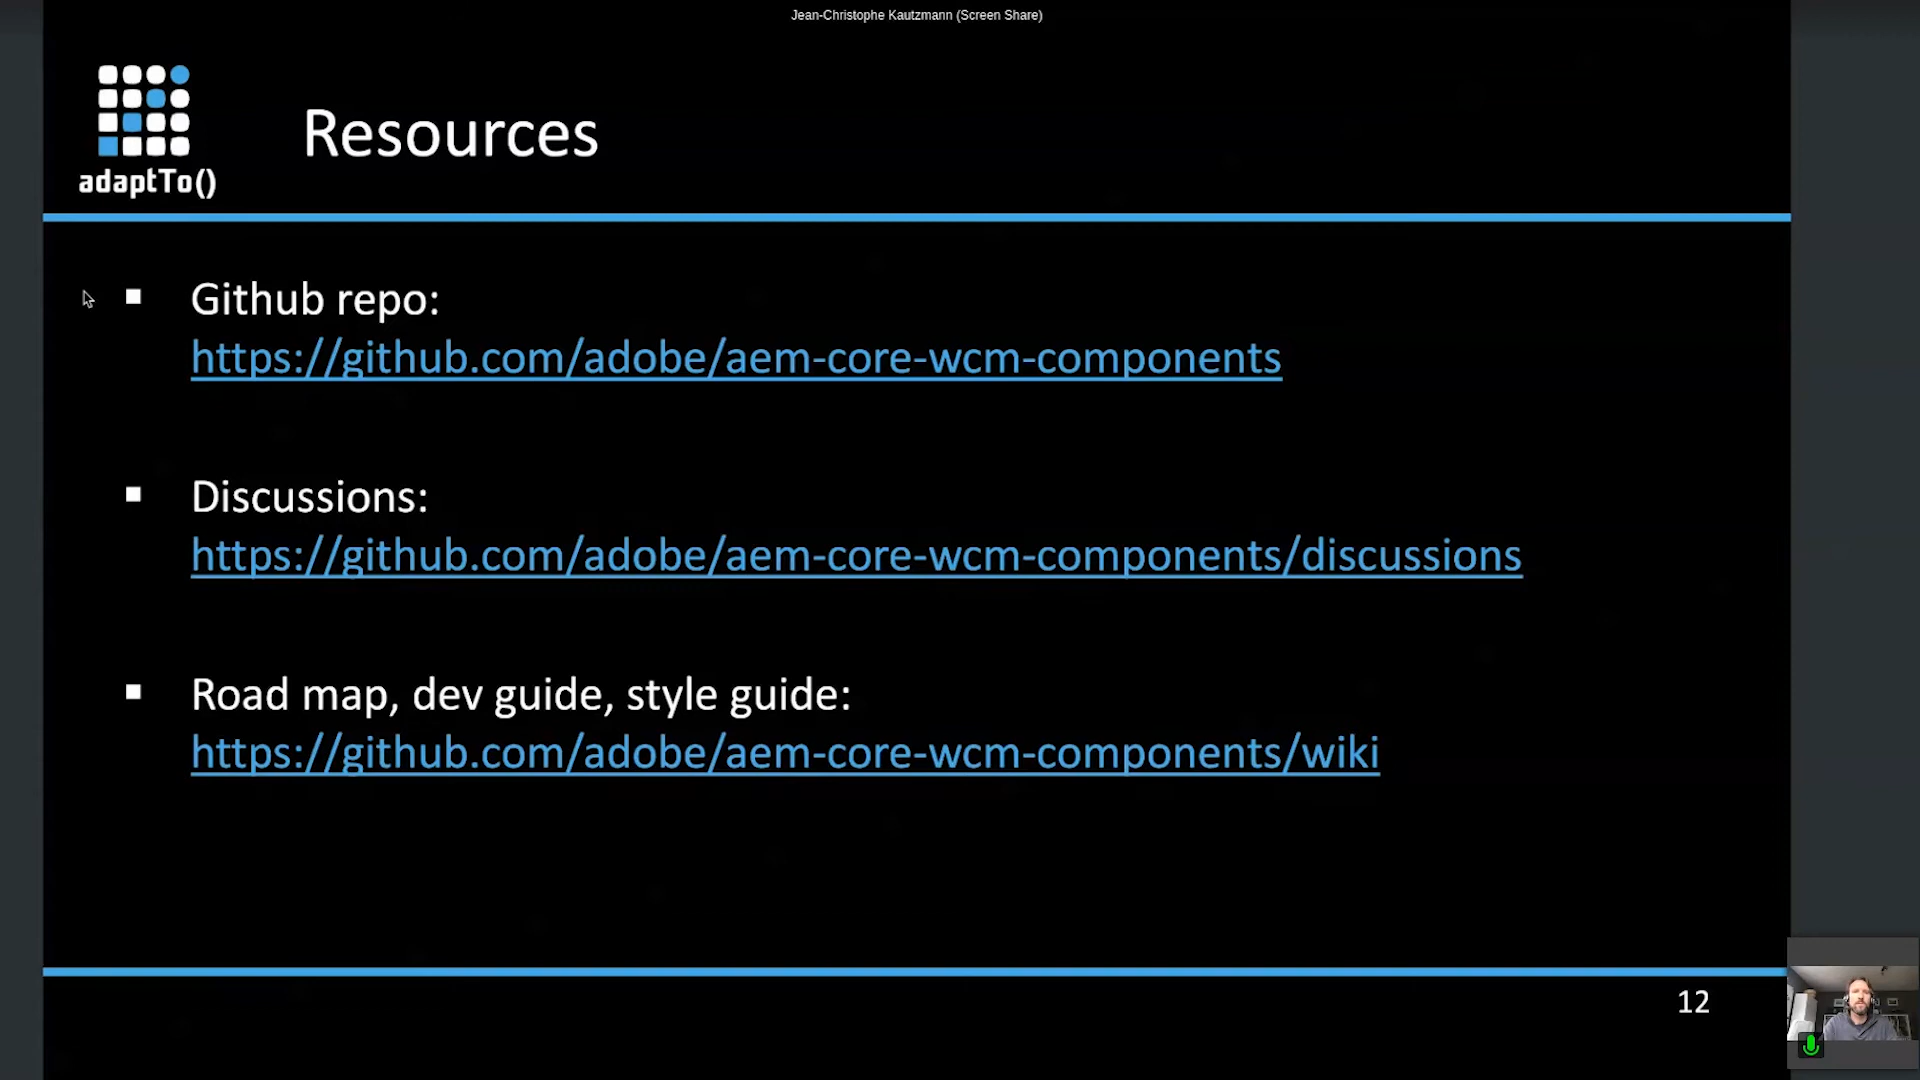 Jean-Christophe Kautzmann (Screen Share)
adaptTo()
Resources
Github repo:
https://github.com/adobe/aem-core-wcm-components
Discussions:
https://github.com/adobe/aem-core-wcm-components/discussions
Road map, dev guide, style guide:
https://github.com/adobe/aem-core-wcm-components/wiki
12